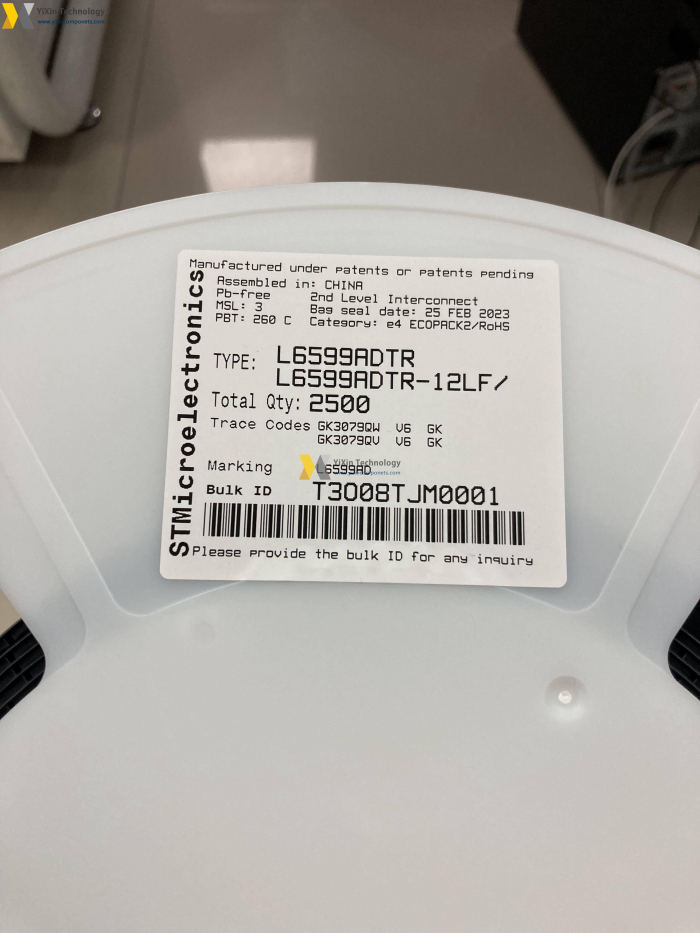 YiXin Technology
Manufactured under patents or patents pending
Assembled in: CHINA
Pb-free 2nd Level Interconnect
MSL: 3 Bag seal date: 25 FEB 2023
PBT: 260 C Category: e4 ECOPACK2/RoHS
TYPE: L6599ADTR
L6599ADTR-12LF/
Total Qty: 2500
Trace Codes GK3079QW V6 GK
GK3079QV V6 GK
YiXin Technology
Marking L6599AD
Bulk ID T3O08TJM0001
Please provide the bulk ID for any inquiry
STMicroelectronics